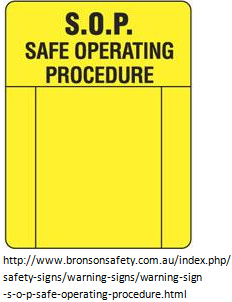 S.O.P.
SAFE OPERATING
PROCEDURE
http://www.bronsonsafety.com.au/index.php/
safety-signs/warning-signs/warning-sign
-s-o-p-safe-operating-procedure.html